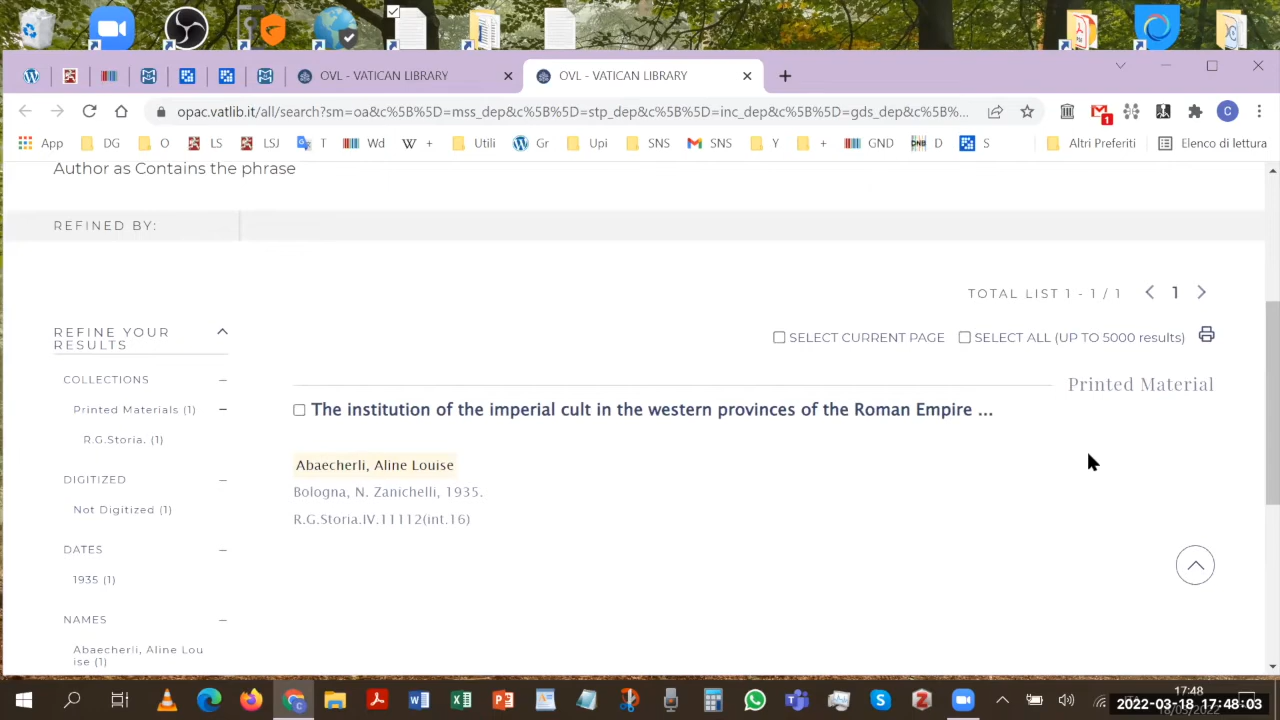 OVL - VATICAN LIBRARY
OVL - VATICAN LIBRARY
opac.vatlib.it/all/search?sm=oa&c%5B%5D=mss_dep&c%5B%5D=stp_dep&c%5B%5D=inc_dep&c%5B%5D=gds_dep&c%5B%...
1
C
App
DG
O
LS
LSJ
T
Wd
W
+
Utili
Gr
Upi
SNS
SNS
Y
+
GND
DNB
D
S
Altri Preferiti
Elenco di lettura
Author as Contains the phrase
REFINED BY:
TOTAL LIST 1 - 1 / 1
1
REFINE YOUR
RESULTS
SELECT CURRENT PAGE
SELECT ALL (UP TO 5000 results)
Printed Material
COLLECTIONS
Printed Materials (1)
R.G.Storia. (1)
DIGITIZED
Not Digitized (1)
DATES
1935 (1)
NAMES
Abaecherli, Aline Lou
ise (1)
The institution of the imperial cult in the western provinces of the Roman Empire ...
Abaecherli, Aline Louise
Bologna, N. Zanichelli, 1935.
R.G.Storia.IV.11112(int.16)
17:48
2022-03-18 17:48:03